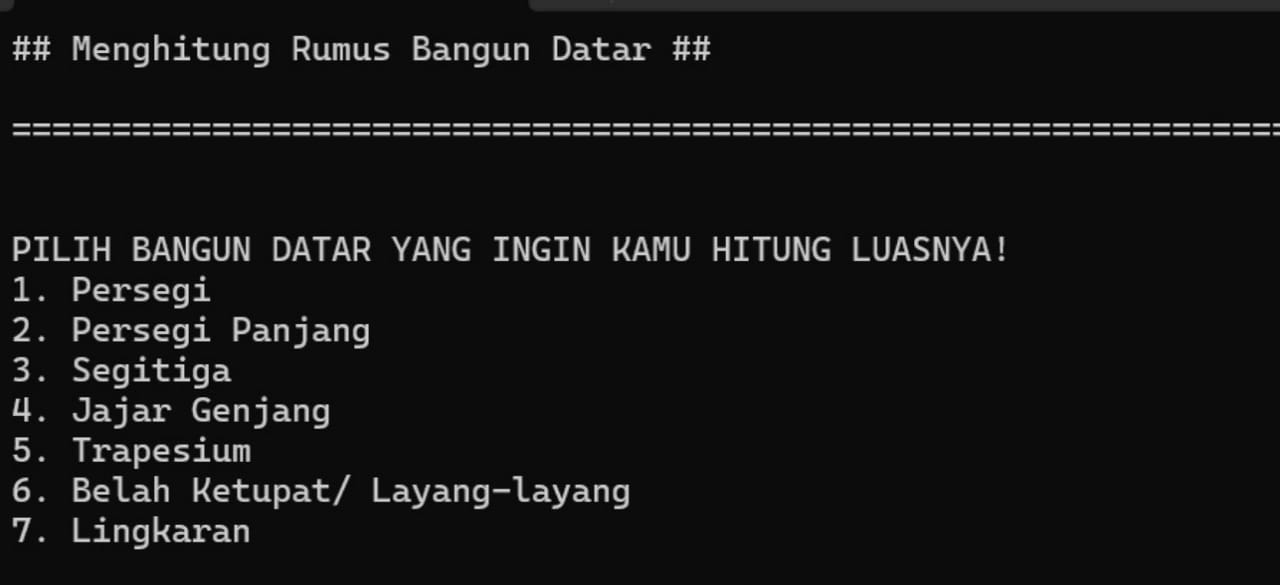 ## Menghitung Rumus Bangun Datar ##
================================================================
PILIH BANGUN DATAR YANG INGIN KAMU HITUNG LUASNYA!
1. Persegi
2. Persegi Panjang
3. Segitiga
4. Jajar Genjang
5. Trapesium
6. Belah Ketupat/ Layang-layang
7. Lingkaran